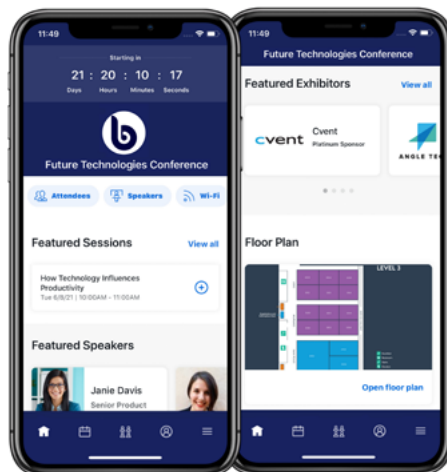 11:49
Starting in
21 : 20 : 10 : 17
Days Hours Minutes Seconds
b
Future Technologies Conference
Attendees Speakers Wi-Fi
Featured Sessions View all
How Technology Influences
Productivity
Tue 6/8/21 | 10:00AM - 11:00AM
Featured Speakers
Janie Davis
Senior Product
11:49
Future Technologies Conference
Featured Exhibitors View all
cvent
Cvent
Platinum Sponsor
ANGLE TEC
Floor Plan
LEVEL 3
Open floor plan